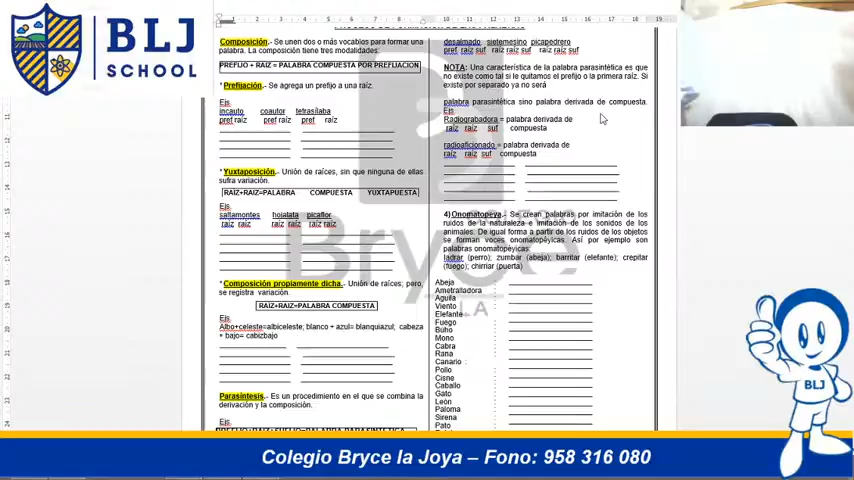 BLJ
SCHOOL
Composición.- Se unen dos o más vocablos para formar una
palabra. La composición tiene tres modalidades:
PREFIJO + RAIZ = PALABRA COMPUESTA POR PREFIJACION
*Prefijación.- Se agrega un prefijo a una raíz.
Ejs.
incauto coautor tetrasílaba
pref raíz pref raíz pref raíz
*Yuxtaposición.- Unión de raíces, sin que ninguna de ellas
sufra variación.
RAIZ+RAIZ=PALABRA COMPUESTA YUXTAPUESTA
Ejs.
saltamontes hojalata picaflor
raíz raíz raíz raíz raíz raíz
*Composición propiamente dicha.- Unión de raíces; pero,
se registra variación.
RAIZ+RAIZ=PALABRA COMPUESTA
Ejs.
Albo+celeste=albiceleste; blanco + azul= blanquiazul; cabeza
+ bajo= cabizbajo
Parasíntesis.- Es un procedimiento en el que se combina la
derivación y la composición.
Ejs.
desalmado sietemesino picapedrero
pref raíz suf raíz raíz suf raíz raíz suf
NOTA: Una característica de la palabra parasintética es que
no existe como tal si le quitamos el prefijo o la primera raíz. Si
existe por separado ya no será
palabra parasintética sino palabra derivada de compuesta.
Ejs
Radiograbadora = palabra derivada de
raíz raíz suf compuesta
radioaficionado = palabra derivada de
raíz raíz suf compuesta
4) Onomatopeya.- Se crean palabras por imitación de los
ruidos de la naturaleza e imitación de los sonidos de los
animales. De igual forma a partir de los ruidos de los objetos
se forman voces onomatopéyicas. Así por ejemplo son
palabras onomatopéyicas:
ladrar (perro); zumbar (abeja); barritar (elefante); crepitar
(fuego); chirriar (puerta)
Abeja :
Ametralladora :
Aguila :
Viento :
Elefante :
Fuego :
Buho :
Mono :
Cabra :
Rana :
Canario :
Pollo :
Cisne :
Caballo :
Gato :
León :
Paloma :
Sirena :
Pato :
Bryce
BLJ
Colegio Bryce la Joya – Fono: 958 316 080